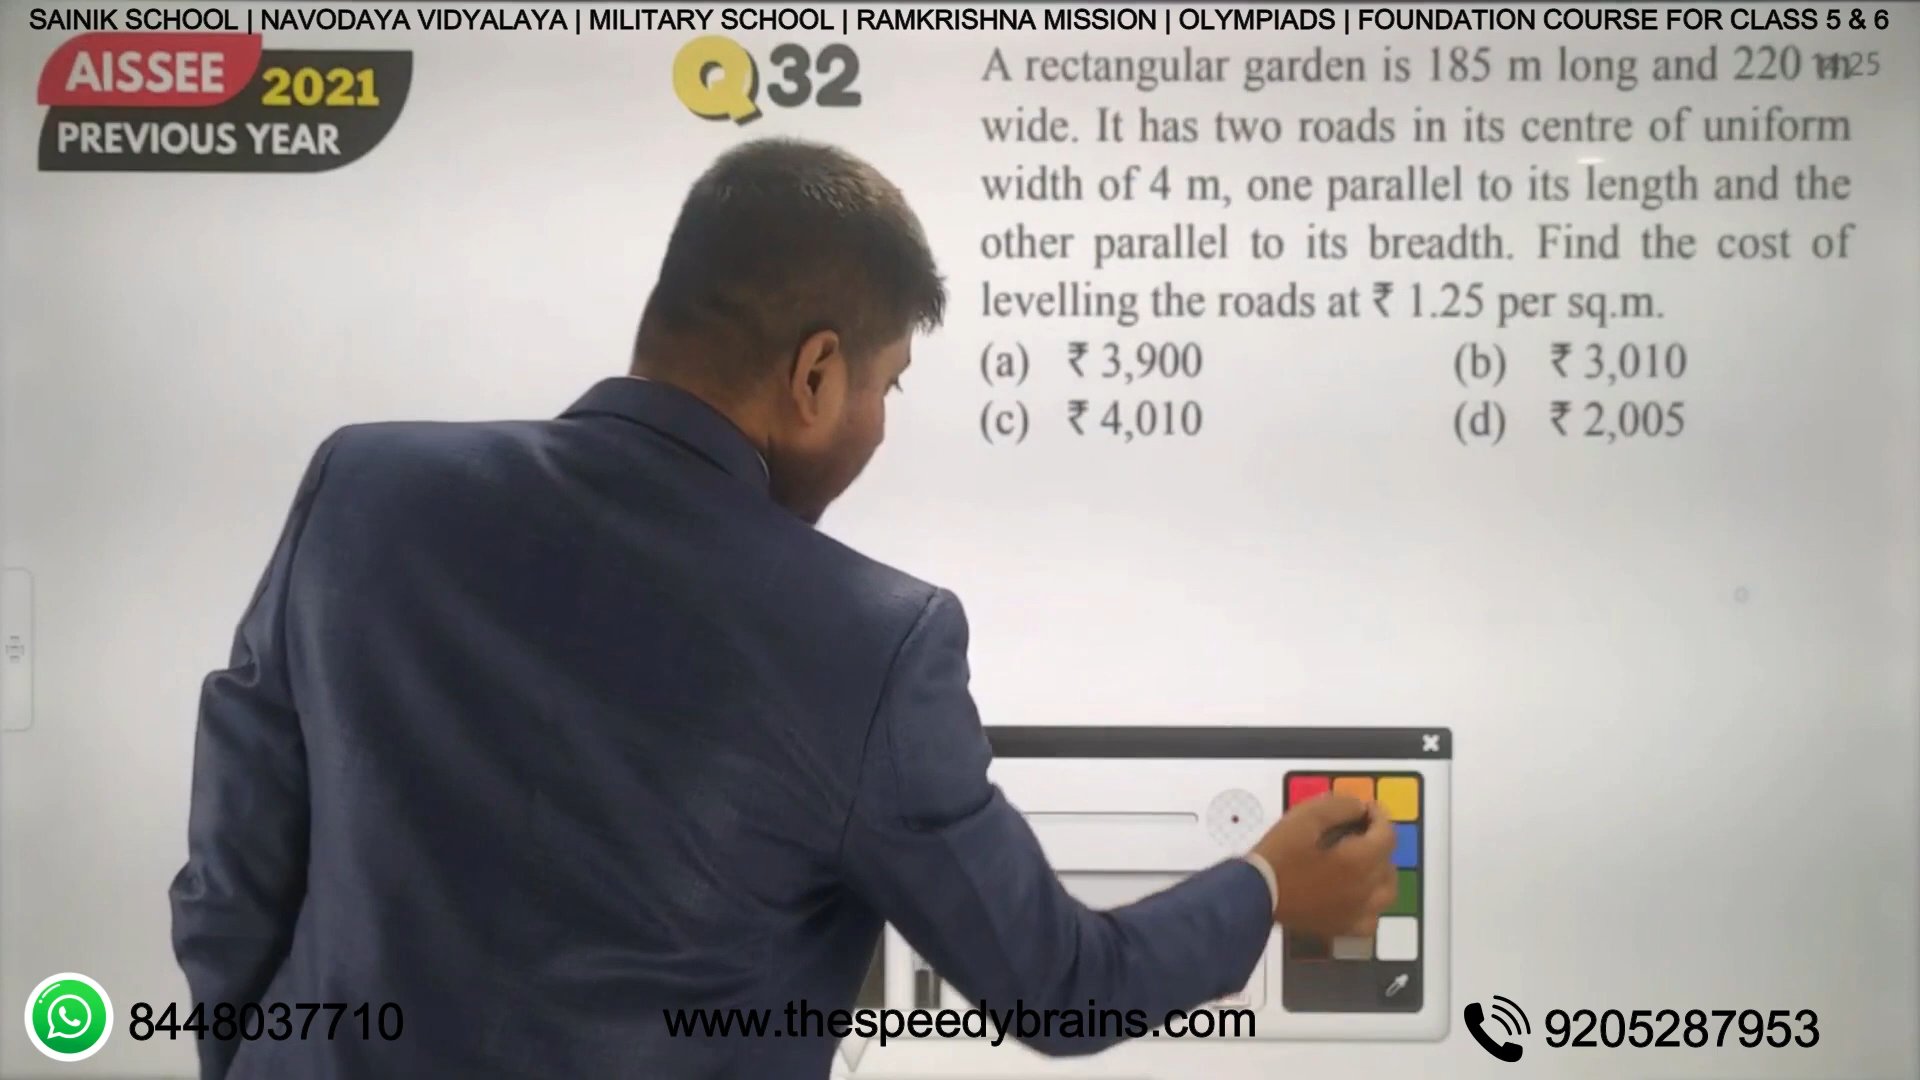 SAINIK SCHOOL | NAVODAYA VIDYALAYA | MILITARY SCHOOL | RAMKRISHNA MISSION | OLYMPIADS | FOUNDATION COURSE FOR CLASS 5 & 6
AISSEE 2021
PREVIOUS YEAR
Q 32
A rectangular garden is 185 m long and 220 m
wide. It has two roads in its centre of uniform
width of 4 m, one parallel to its length and the
other parallel to its breadth. Find the cost of
levelling the roads at ₹ 1.25 per sq.m.
(a) ₹ 3,900 (b) ₹ 3,010
(c) ₹ 4,010 (d) ₹ 2,005
8448037710
www.thespeedybrains.com
9205287953